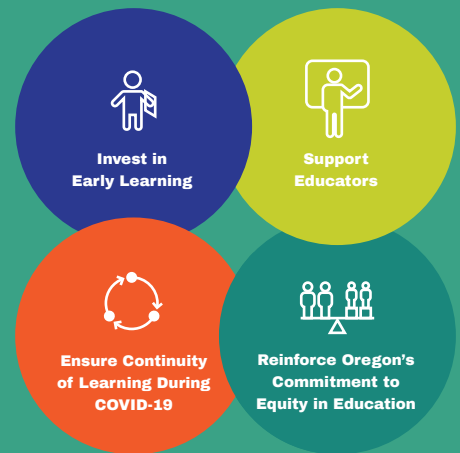 Invest in
Early Learning
Support
Educators
Ensure Continuity
of Learning During
COVID-19
Reinforce Oregon's
Commitment to
Equity in Education